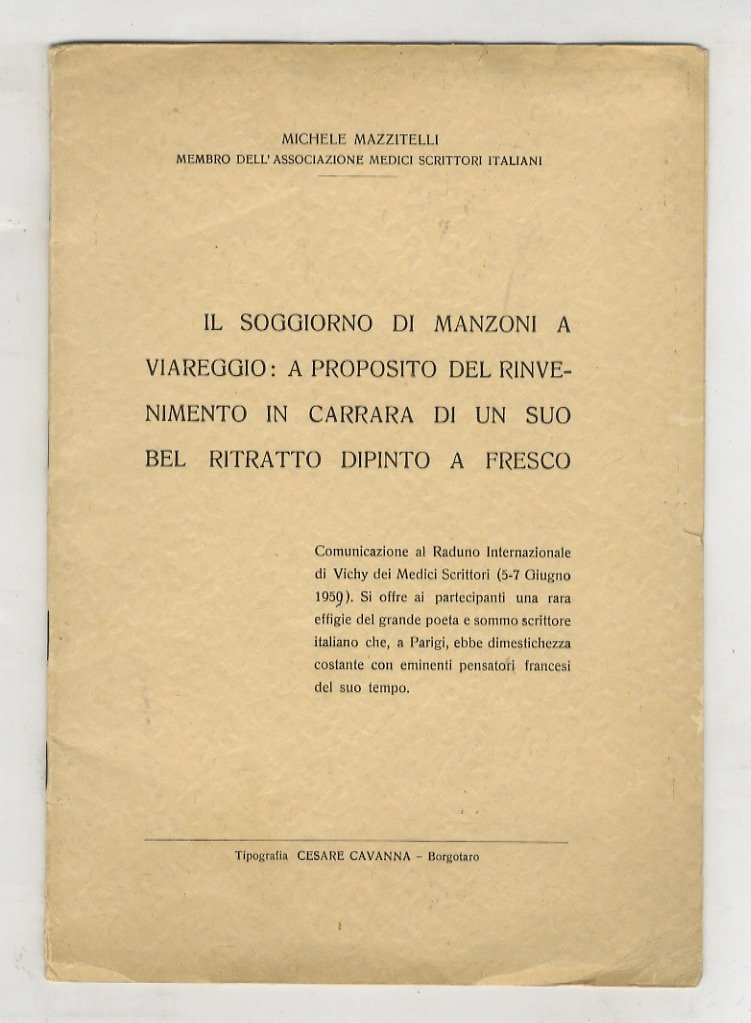 MICHELE MAZZITELLI
MEMBRO DELL'ASSOCIAZIONE MEDICI SCRITTORI ITALIANI
IL SOGGIORNO DI MANZONI A
VIAREGGIO: A PROPOSITO DEL RINVE-
NIMENTO IN CARRARA DI UN SUO
BEL RITRATTO DIPINTO A FRESCO
Comunicazione al Raduno Internazionale
di Vichy dei Medici Scrittori (5-7 Giugno
1959). Si offre ai partecipanti una rara
effigie del grande poeta e sommo scrittore
italiano che, a Parigi, ebbe dimestichezza
costante con eminenti pensatori francesi
del suo tempo.
Tipografia CESARE CAVANNA - Borgotaro